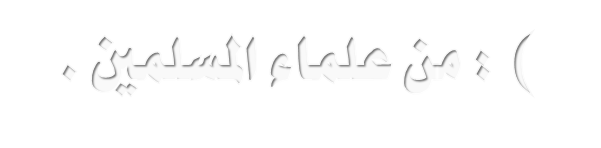 ) : من علماء المسلمين .